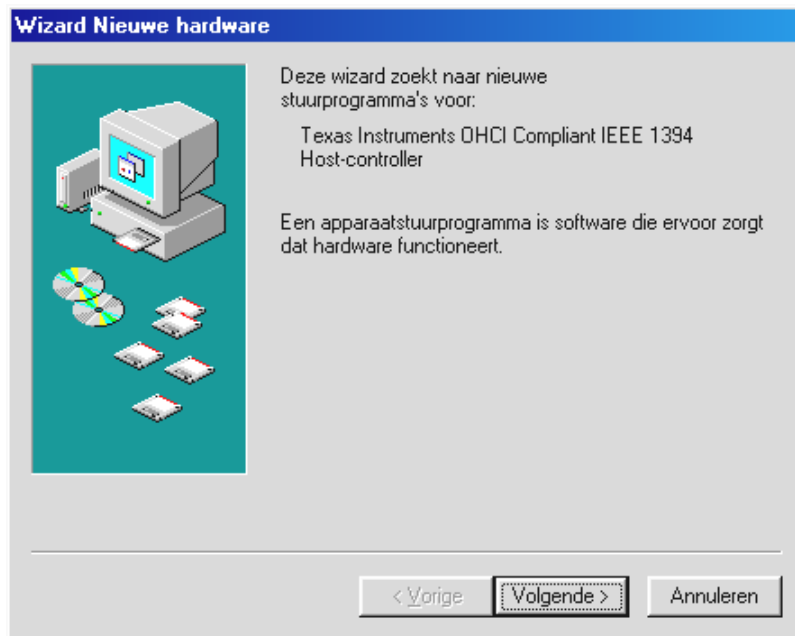 Wizard Nieuwe hardware
Deze wizard zoekt naar nieuwe
stuurprogramma's voor:
Texas Instruments OHCI Compliant IEEE 1394
Host-controller
Een apparaatstuurprogramma is software die ervoor zorgt
dat hardware functioneert.
< Vorige
Volgende >
Annuleren